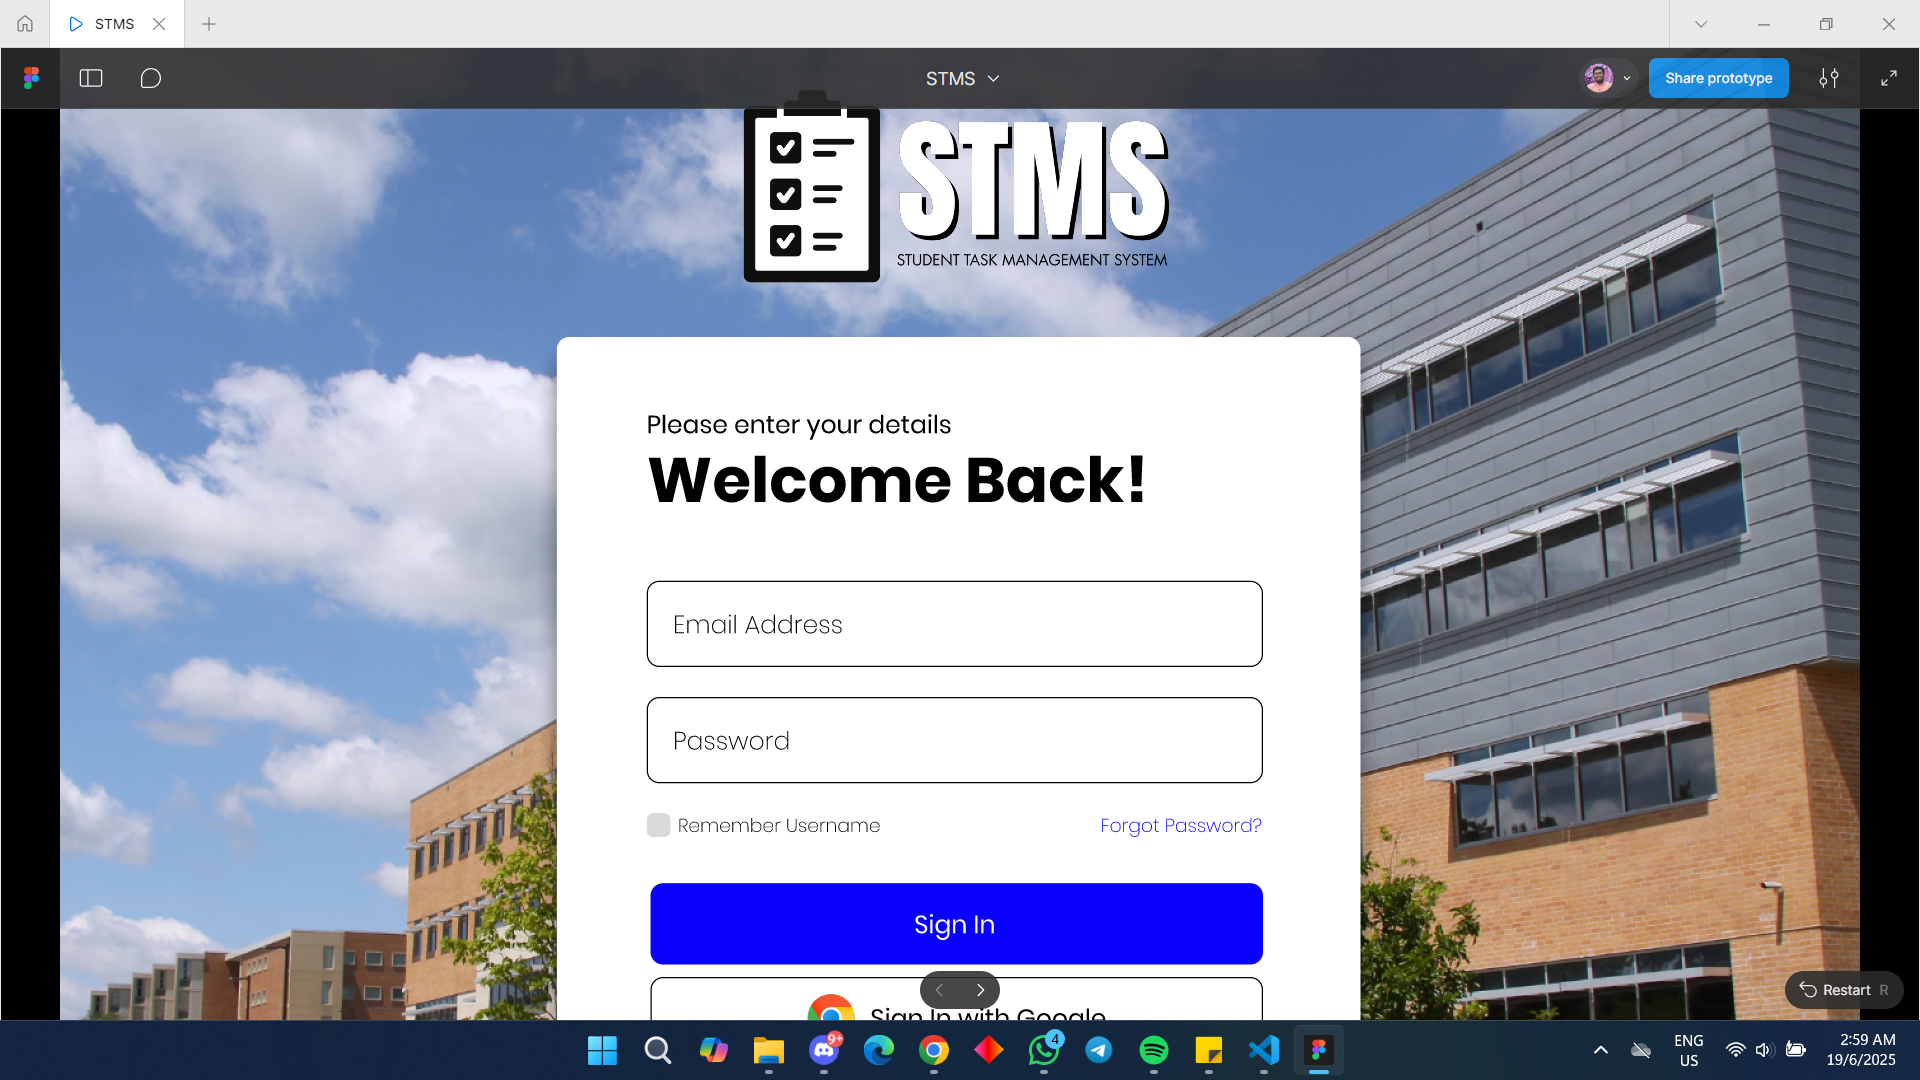 STMS
STMS
Share prototype
STMS
STUDENT TASK MANAGEMENT SYSTEM
Please enter your details
Welcome Back!
Email Address
Password
Remember Username
Forgot Password?
Sign In
Sign In with Google
Restart R
9+
4
ENG
US
2:59 AM
19/6/2025